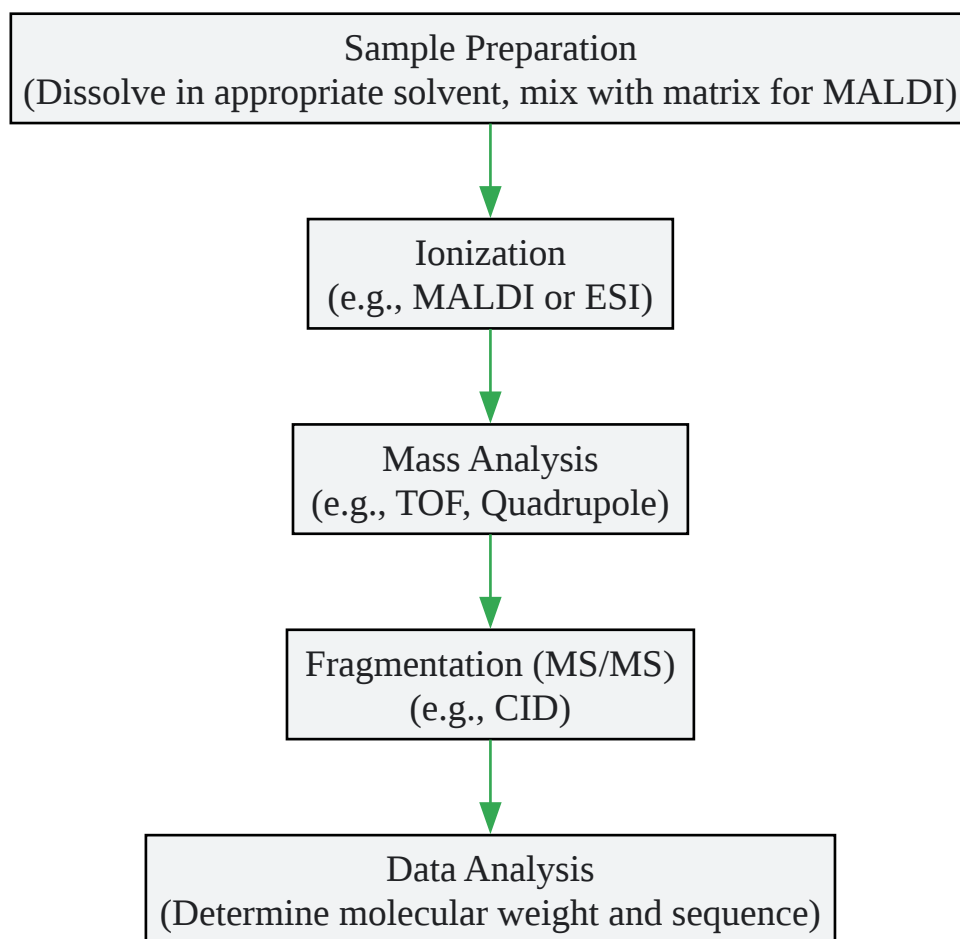 Sample Preparation
(Dissolve in appropriate solvent, mix with matrix for MALDI)
Ionization
(e.g., MALDI or ESI)
Mass Analysis
(e.g., TOF, Quadrupole)
Fragmentation (MS/MS)
(e.g., CID)
Data Analysis
(Determine molecular weight and sequence)